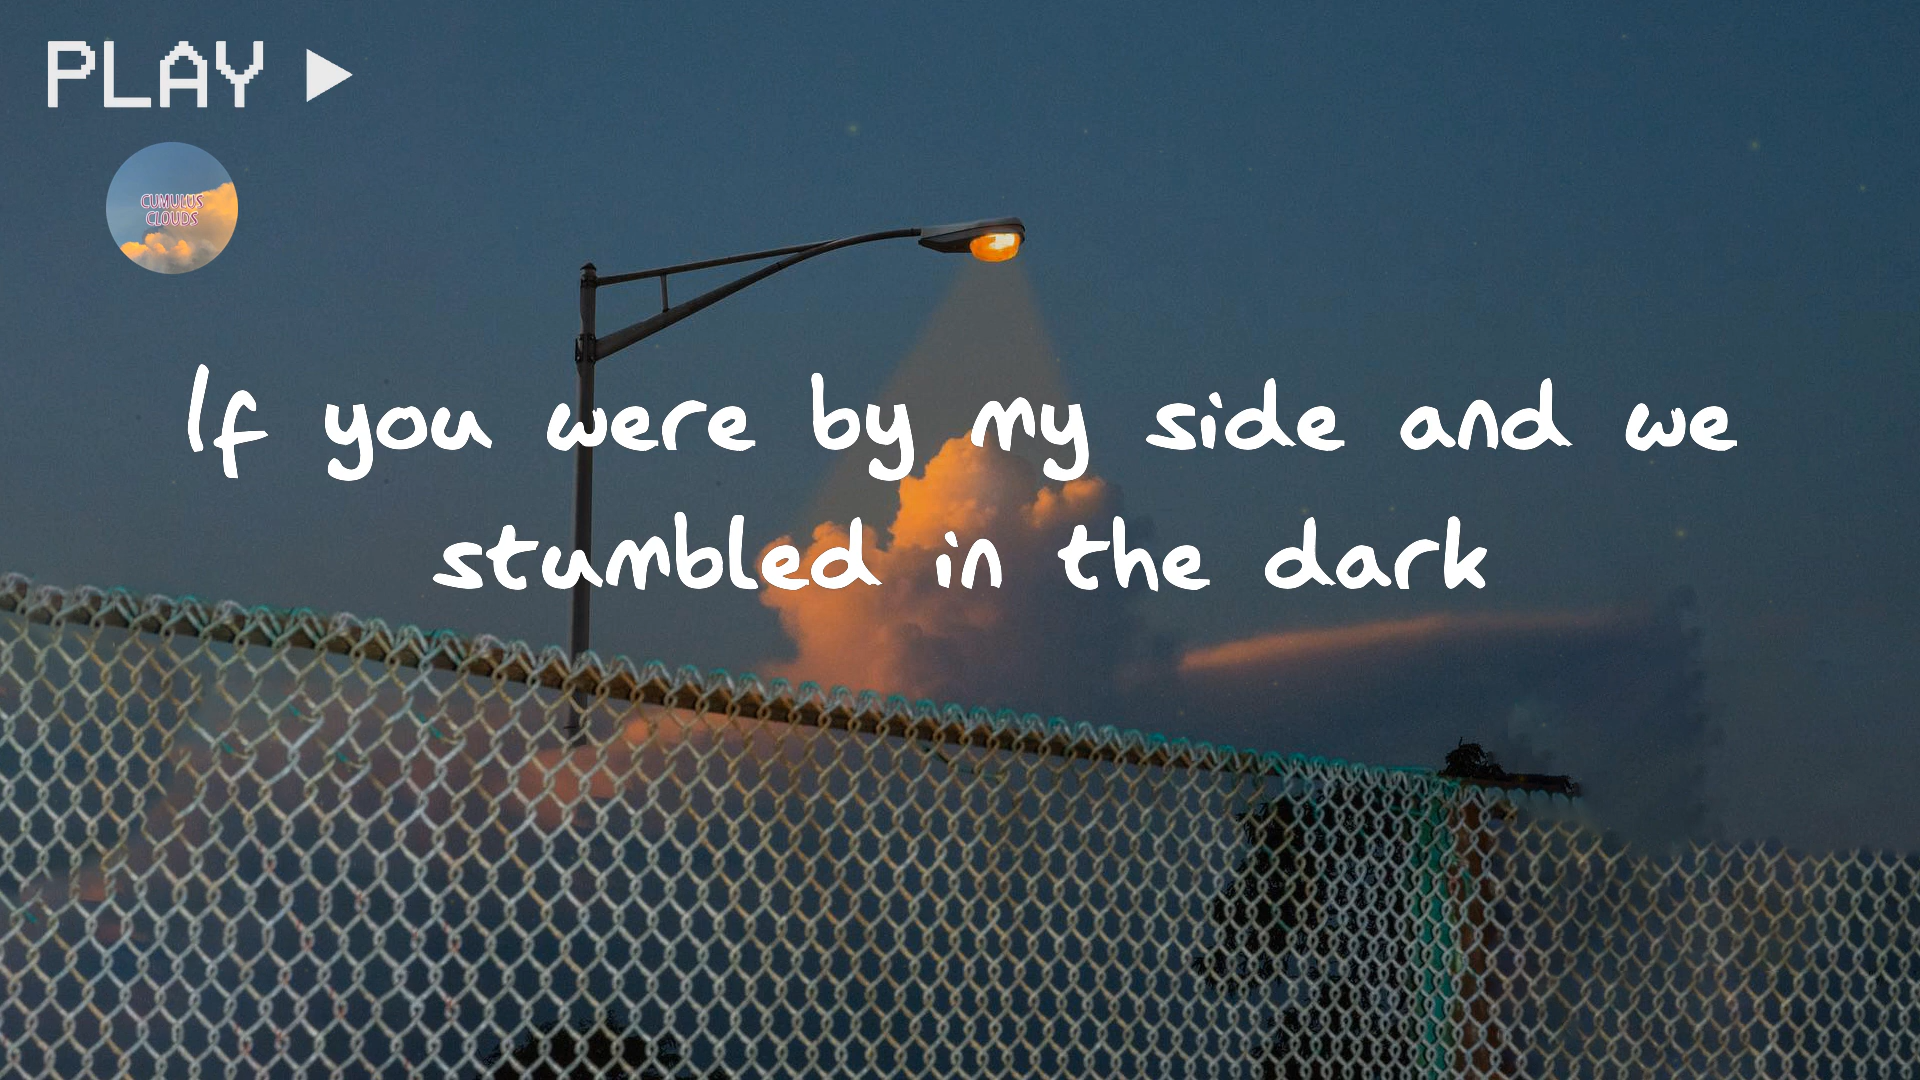 PLAY
CUMULUS
CLOUDS
If you were by my side and we
stumbled in the dark